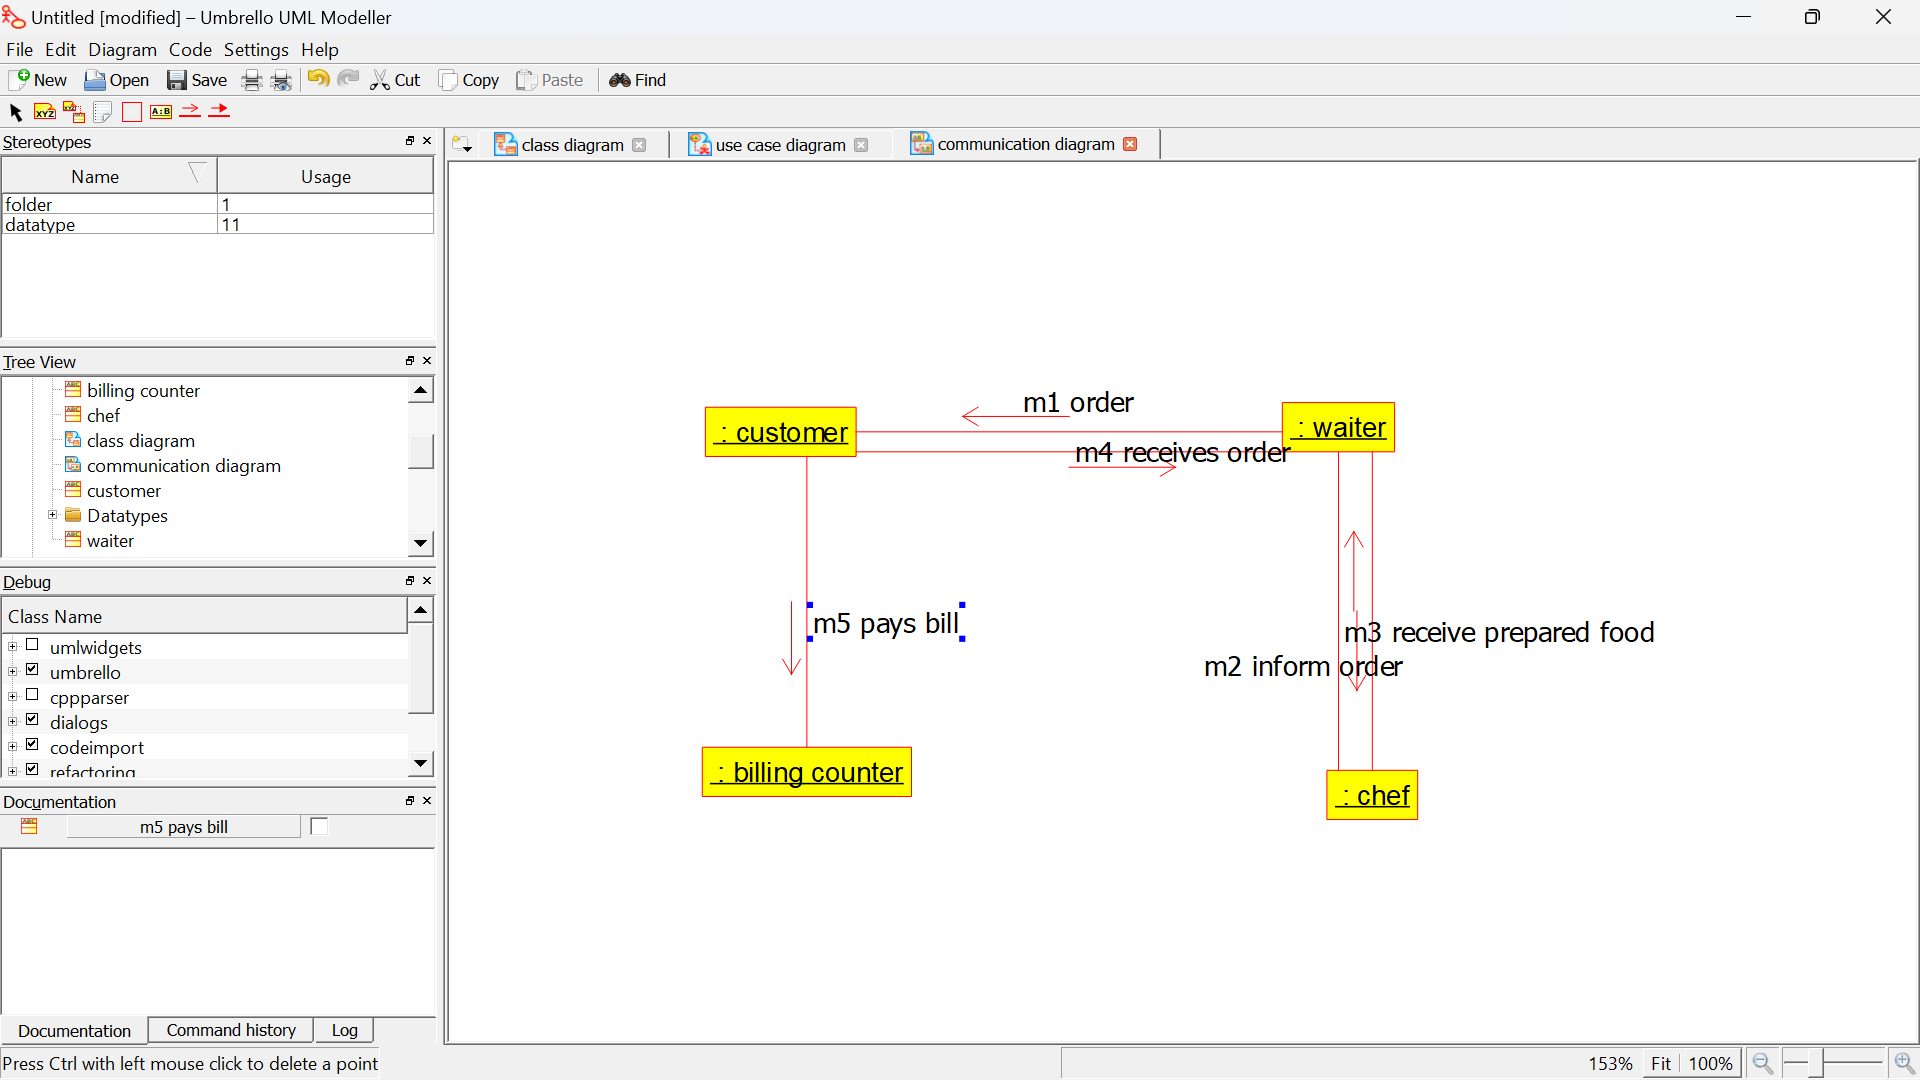 Untitled [modified] – Umbrello UML Modeller
File Edit Diagram Code Settings Help
New Open Save Cut Copy Paste Find
XYZ XYZ A:B
Stereotypes
Name Usage
folder 1
datatype 11
Tree View
billing counter
chef
class diagram
communication diagram
customer
Datatypes
waiter
Debug
Class Name
umlwidgets
umbrello
cppparser
dialogs
codeimport
refactoring
Documentation
m5 pays bill
Documentation Command history Log
Press Ctrl with left mouse click to delete a point
class diagram use case diagram communication diagram
m1 order
: customer
: waiter
m4 receives order
m5 pays bill
m3 receive prepared food
m2 inform order
: billing counter
: chef
153% Fit 100%